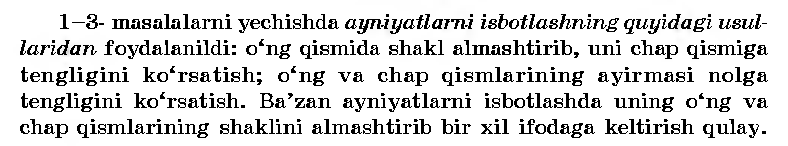 1—3- masalalarni yechishda ayniyatlarni isbotlashning quyidagi usul-
laridan foydalanildi: o‘ng qismida shakl almashtirib, uni chap qismiga
tengligini ko‘rsatish; o‘ng va chap qismlarining ayirmasi nolga
tengligini ko‘rsatish. Ba’zan ayniyatlarni isbotlashda uning o‘ng va
chap qismlarining shaklini almashtirib bir xil ifodaga keltirish qulay.